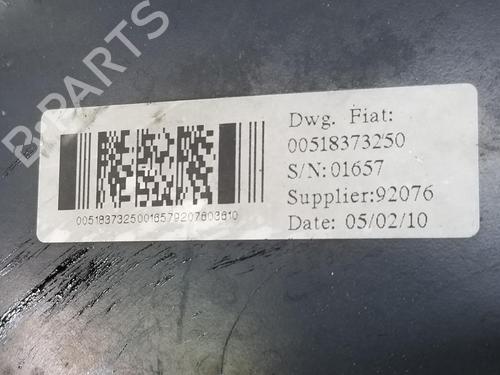 B-PARTS
Dwg. Fiat:
00518373250
S/N: 01657
Supplier:92076
Date: 05/02/10
00518373250016579207603610